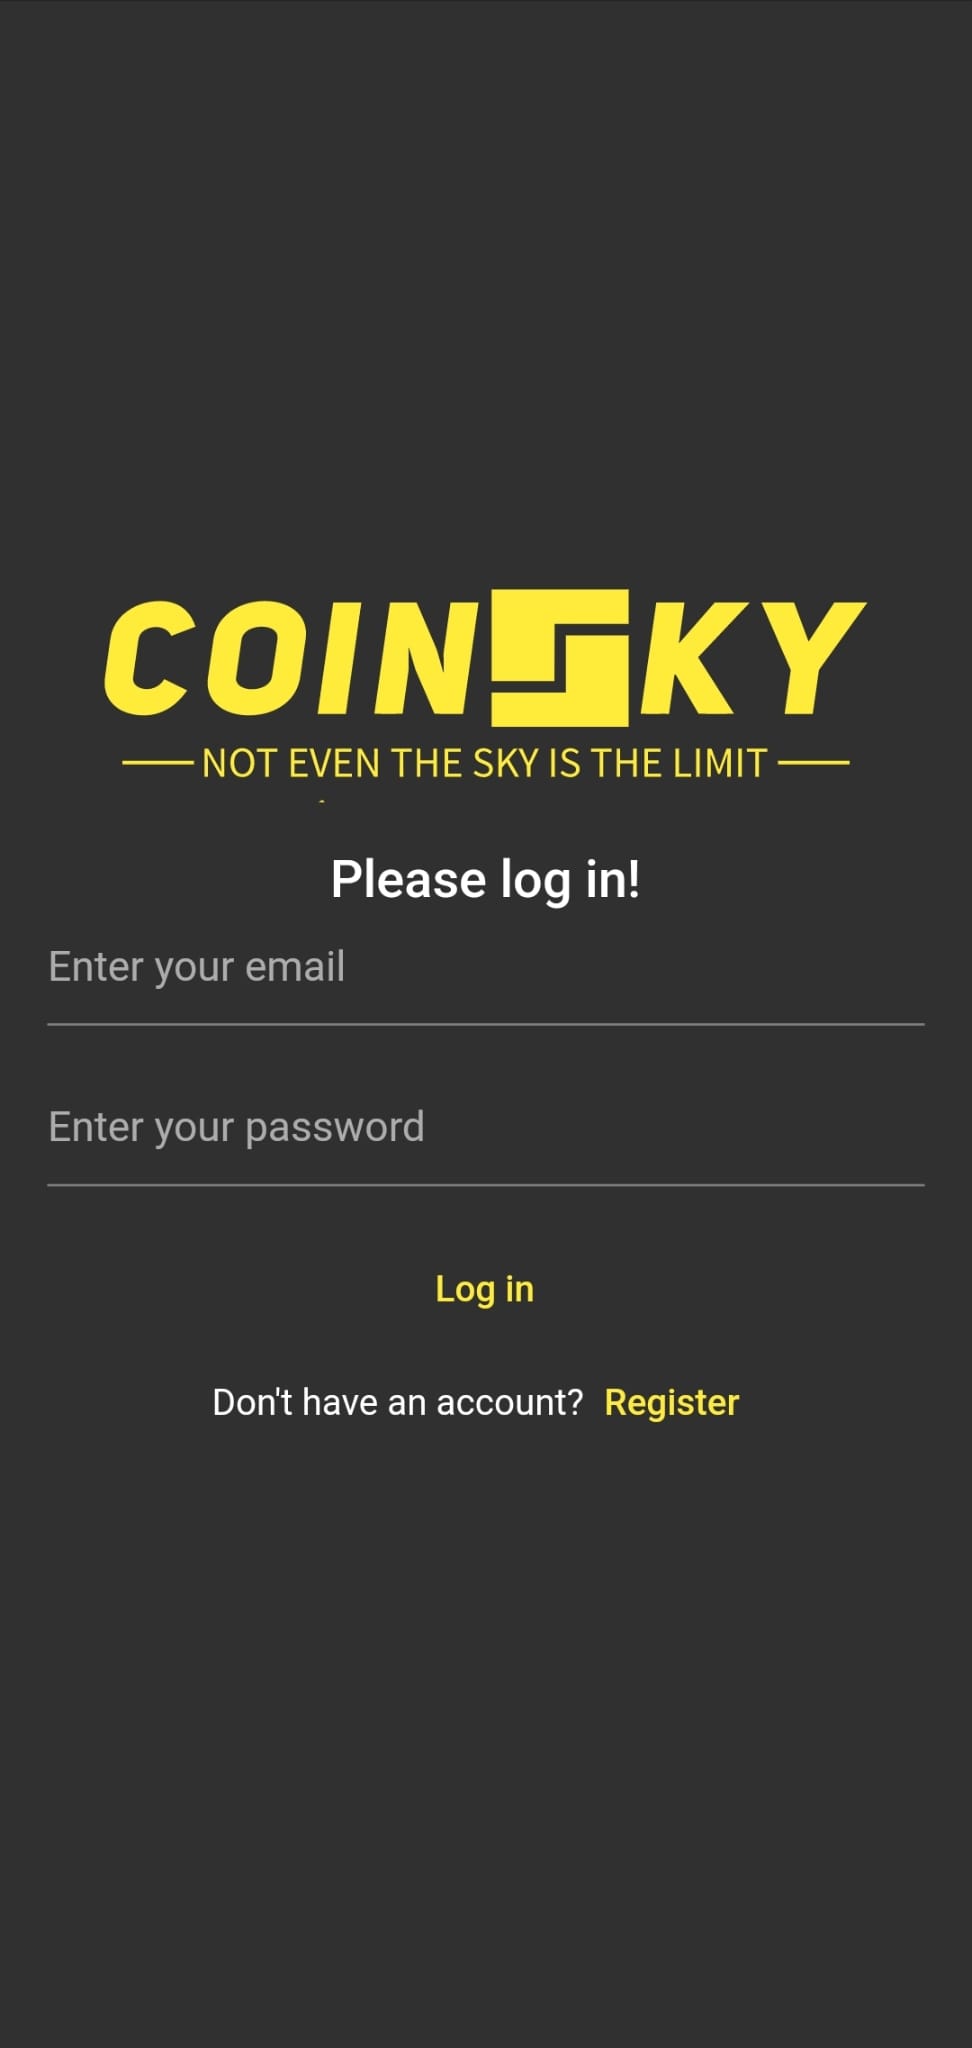 COINSKY
NOT EVEN THE SKY IS THE LIMIT
Please log in!
Enter your email
Enter your password
Log in
Don't have an account? Register